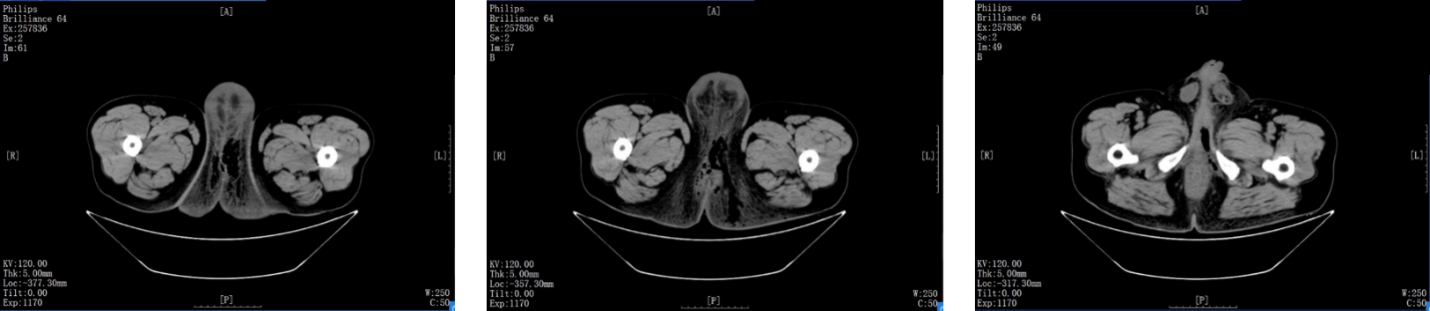 Philips
Brilliance 64
Ex:257836
Se:2
Im:61
B
[A]
[R]
[L]
KV:120.00
Thk:5.00mm
Loc:-377.30mm
Tilt:0.00
Exp:1170
[P]
W:250
C:50
Philips
Brilliance 64
Ex:257836
Se:2
Im:57
B
[A]
[R]
[L]
KV:120.00
Thk:5.00mm
Loc:-357.30mm
Tilt:0.00
Exp:1170
[P]
W:250
C:50
Philips
Brilliance 64
Ex:257836
Se:2
Im:49
B
[A]
[R]
[L]
KV:120.00
Thk:5.00mm
Loc:-317.30mm
Tilt:0.00
Exp:1170
[P]
W:250
C:50